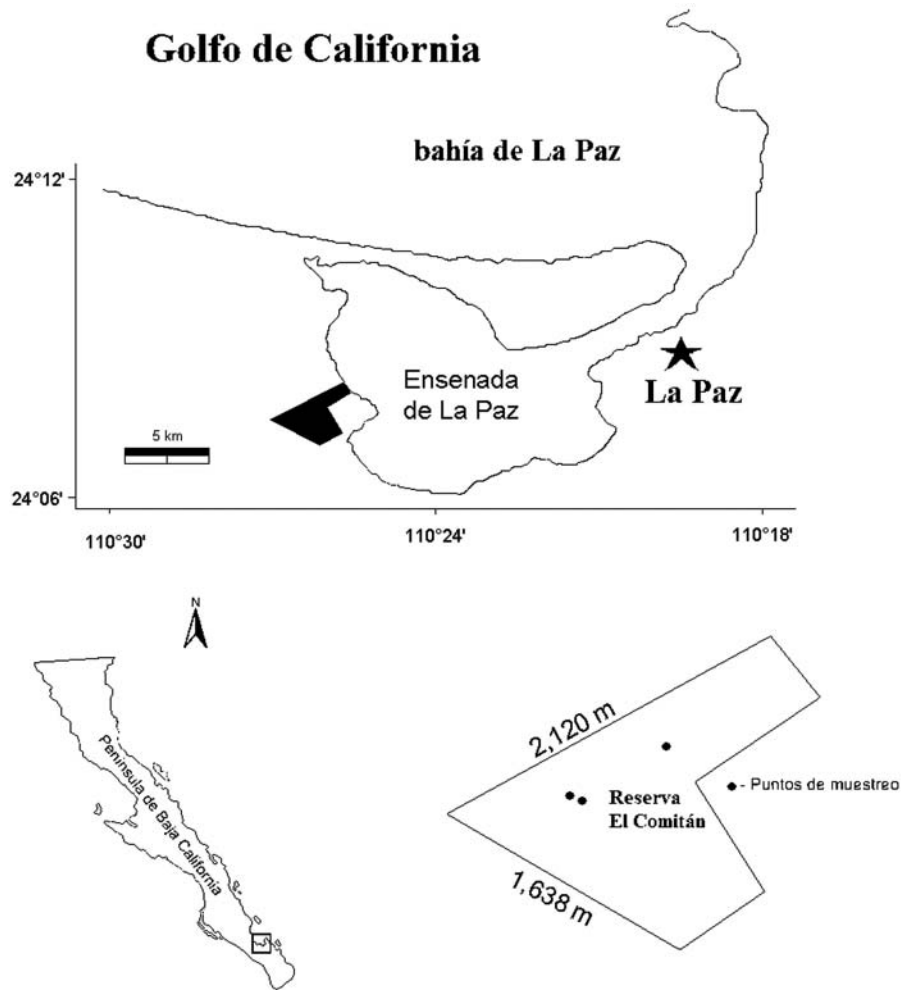 Golfo de California
bahía de La Paz
24°12'
Ensenada
de La Paz
La Paz
5 km
24°06'
110°30'
110°24'
110°18'
N
Peninsula de Baja California
2,120 m
Reserva
El Comitán
- Puntos de muestreo
1,638 m